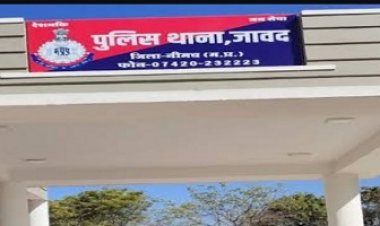 देशभक्ति जन सेवा
पुलिस थाना,जावद
जिला-नीमच (म.प्र.)
फोन-07420-232223